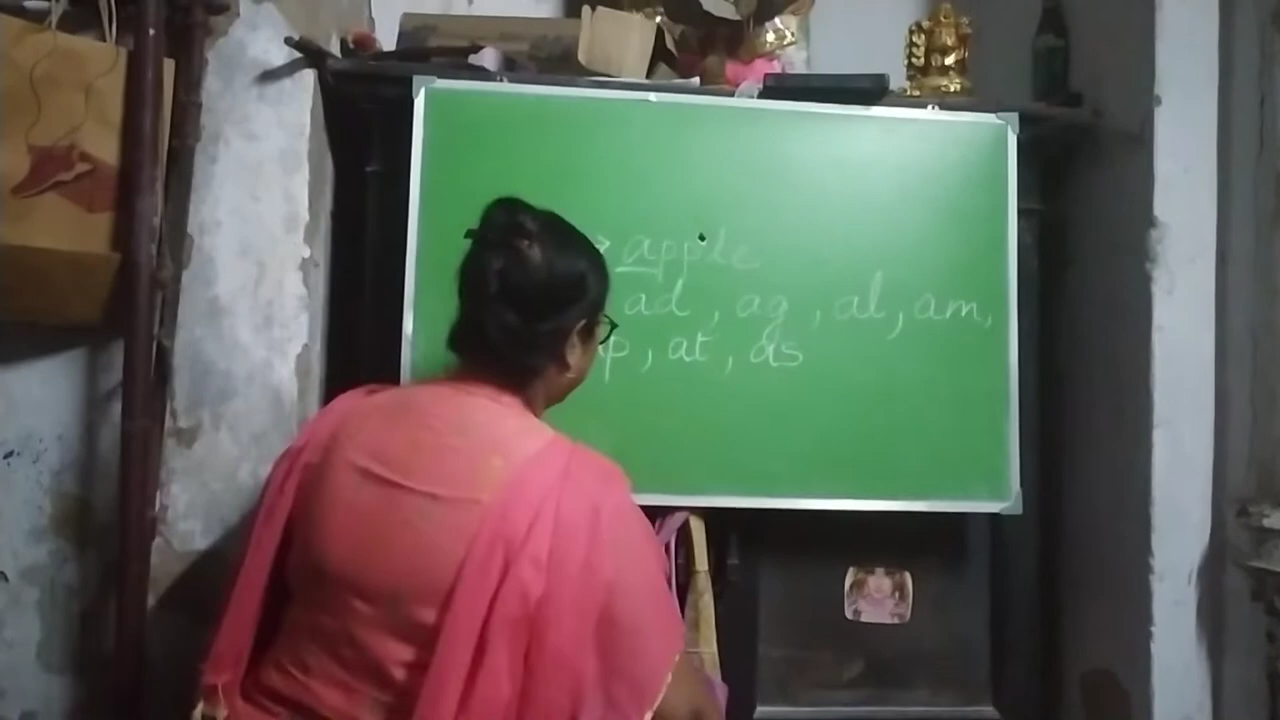 apple
ad , ag , al , am,
, at , as